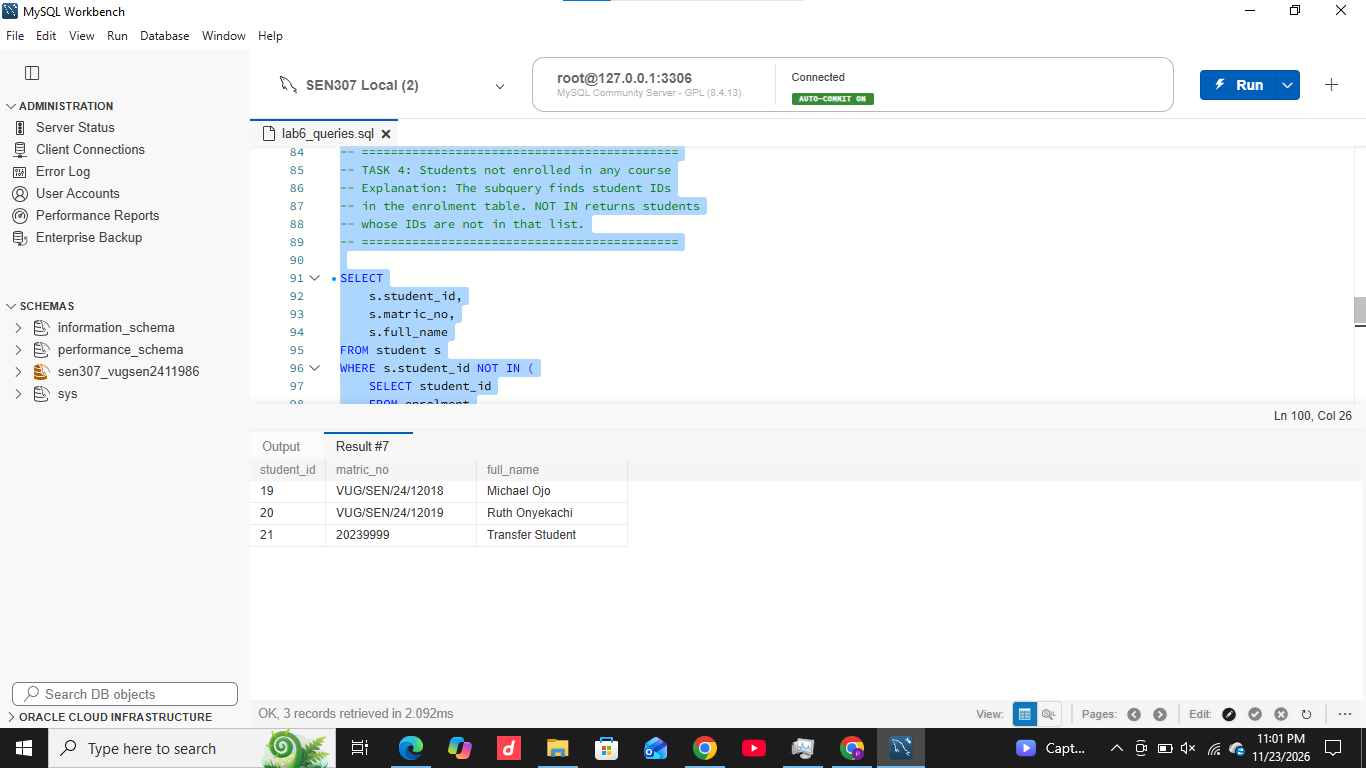 MySQL Workbench
File Edit View Run Database Window Help
SEN307 Local (2)
root@127.0.0.1:3306
MySQL Community Server - GPL (8.4.13)
Connected
AUTO-COMMIT ON
Run
ADMINISTRATION
Server Status
Client Connections
Error Log
User Accounts
Performance Reports
Enterprise Backup
SCHEMAS
information_schema
performance_schema
sen307_vugsen2411986
sys
Search DB objects
ORACLE CLOUD INFRASTRUCTURE
lab6_queries.sql
84 -- ============================================
85 -- TASK 4: Students not enrolled in any course
86 -- Explanation: The subquery finds student IDs
87 -- in the enrolment table. NOT IN returns students
88 -- whose IDs are not in that list.
89 -- ============================================
90
91 SELECT
92 s.student_id,
93 s.matric_no,
94 s.full_name
95 FROM student s
96 WHERE s.student_id NOT IN (
97 SELECT student_id
98 FROM enrolment
Ln 100, Col 26
Output Result #7
student_id matric_no full_name
19 VUG/SEN/24/12018 Michael Ojo
20 VUG/SEN/24/12019 Ruth Onyekachi
21 20239999 Transfer Student
OK, 3 records retrieved in 2.092ms
View: Pages: Edit:
Type here to search
Capt...
11:01 PM
11/23/2026